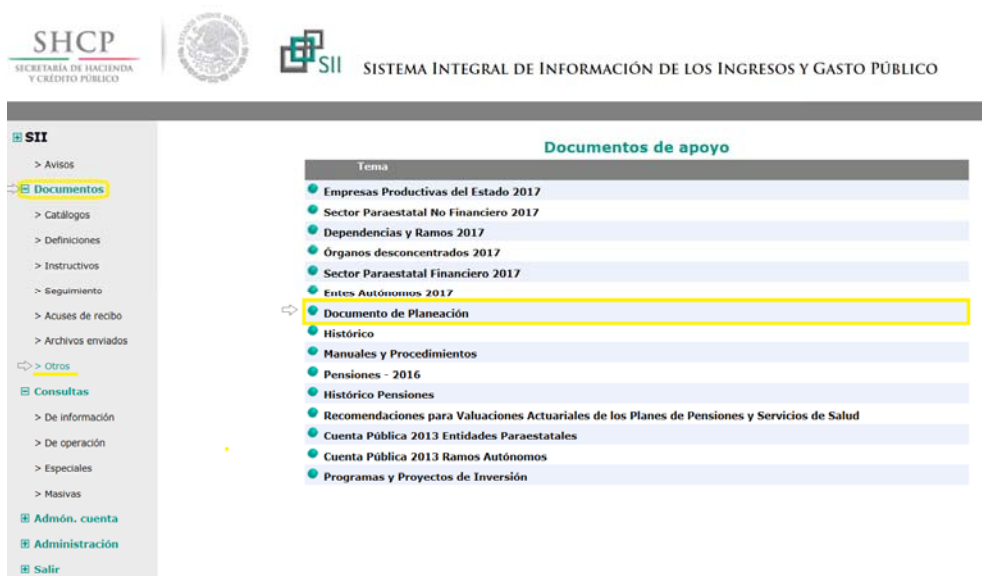 SHCP
SECRETARÍA DE HACIENDA
Y CRÉDITO PÚBLICO
SII
SISTEMA INTEGRAL DE INFORMACIÓN DE LOS INGRESOS Y GASTO PÚBLICO
SII
> Avisos
Documentos
> Catálogos
> Definiciones
> Instructivos
> Seguimiento
> Acuses de recibo
> Archivos enviados
> Otros
Consultas
> De información
> De operación
> Especiales
> Masivas
Admón. cuenta
Administración
Salir
Documentos de apoyo
Tema
Empresas Productivas del Estado 2017
Sector Paraestatal No Financiero 2017
Dependencias y Ramos 2017
Órganos desconcentrados 2017
Sector Paraestatal Financiero 2017
Entes Autónomos 2017
Documento de Planeación
Histórico
Manuales y Procedimientos
Pensiones - 2016
Histórico Pensiones
Recomendaciones para Valuaciones Actuariales de los Planes de Pensiones y Servicios de Salud
Cuenta Pública 2013 Entidades Paraestatales
Cuenta Pública 2013 Ramos Autónomos
Programas y Proyectos de Inversión